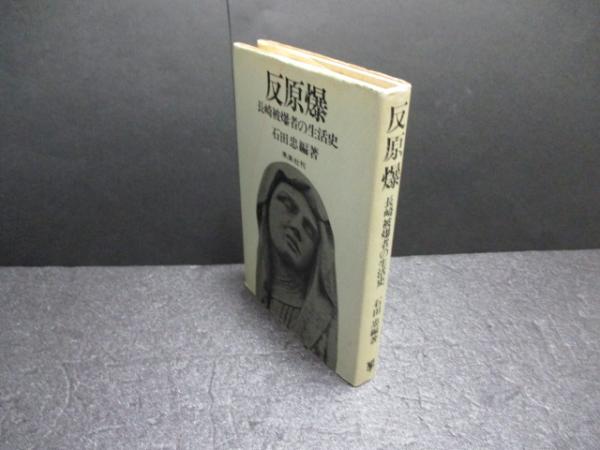 反原爆
長崎被爆者の生活史
石田忠編著
未来社刊
反原爆
長崎被爆者の生活史
石田忠編著